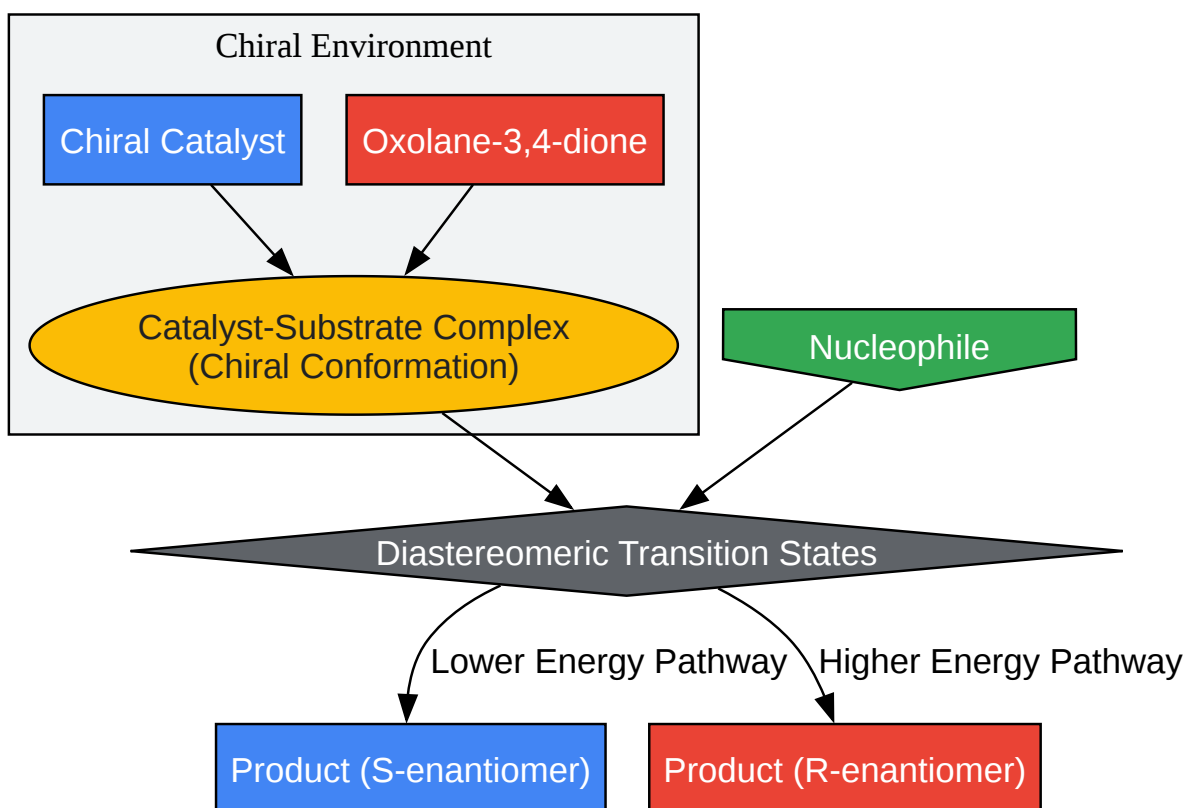 Chiral Environment
Chiral Catalyst
Oxolane-3,4-dione
Catalyst-Substrate Complex
(Chiral Conformation)
Nucleophile
Diastereomeric Transition States
Lower Energy Pathway
Higher Energy Pathway
Product (S-enantiomer)
Product (R-enantiomer)